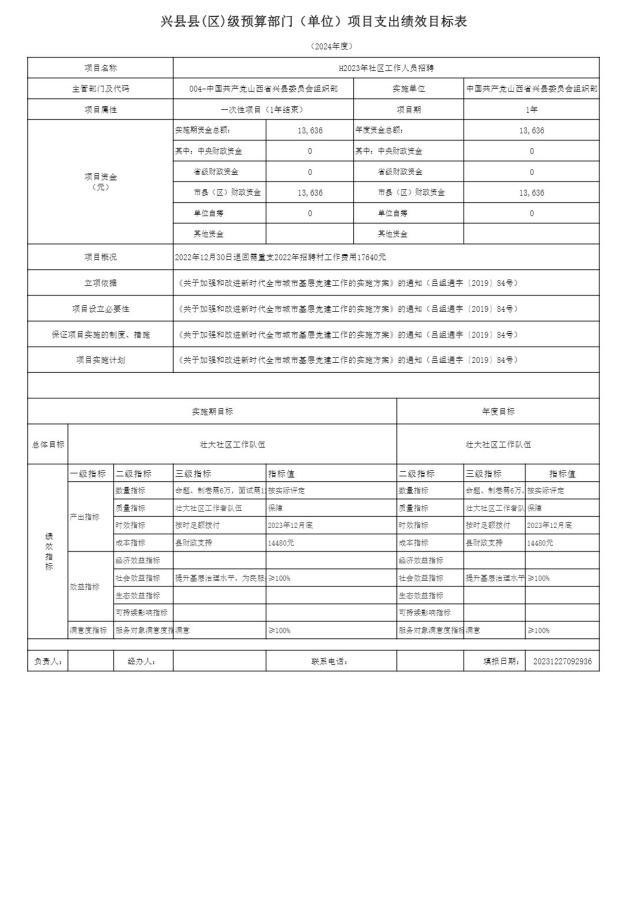 兴县县(区)级预算部门（单位）项目支出绩效目标表
（2024年度）
项目名称 H2023年社区工作人员招聘
主管部门及代码 004-中国共产党山西省兴县委员会组织部 实施单位 中国共产党山西省兴县委员会组织部
项目属性 一次性项目（1年结束） 项目期 1年
项目资金（元） 实施期资金总额： 13,636 年度资金总额： 13,636
其中：中央财政资金 0 其中：中央财政资金 0
省级财政资金 0 省级财政资金 0
市县（区）财政资金 13,636 市县（区）财政资金 13,636
单位自筹 0 单位自筹 0
其他资金 其他资金
项目概况 2022年12月30日退回需重支2022年招聘村工作费用17640元
立项依据 《关于加强和改进新时代全市城市基层党建工作的实施方案》的通知（吕组通字〔2019〕84号）
项目设立必要性 《关于加强和改进新时代全市城市基层党建工作的实施方案》的通知（吕组通字〔2019〕84号）
保证项目实施的制度、措施 《关于加强和改进新时代全市城市基层党建工作的实施方案》的通知（吕组通字〔2019〕84号）
项目实施计划 《关于加强和改进新时代全市城市基层党建工作的实施方案》的通知（吕组通字〔2019〕84号）
实施期目标 年度目标
总体目标 壮大社区工作队伍 壮大社区工作队伍
绩效指标 一级指标 二级指标 三级指标 指标值 二级指标 三级指标 指标值
产出指标 数量指标 命题、制卷需6万，面试需1 按实际评定 数量指标 命题、制卷需6万， 按实际评定
质量指标 壮大社区工作者队伍 保障 质量指标 壮大社区工作者队 保障
时效指标 按时足额拨付 2023年12月底 时效指标 按时足额拨付 2023年12月底
成本指标 县财政支持 14480元 成本指标 县财政支持 14480元
效益指标 经济效益指标 经济效益指标
社会效益指标 提升基层治理水平，为民服 ≥100% 社会效益指标 提升基层治理水平 ≥100%
生态效益指标 生态效益指标
可持续影响指标 可持续影响指标
满意度指标 服务对象满意度指 满意 ≥100% 服务对象满意度指标 满意 ≥100%
负责人： 经办人： 联系电话： 填报日期： 20231227092936